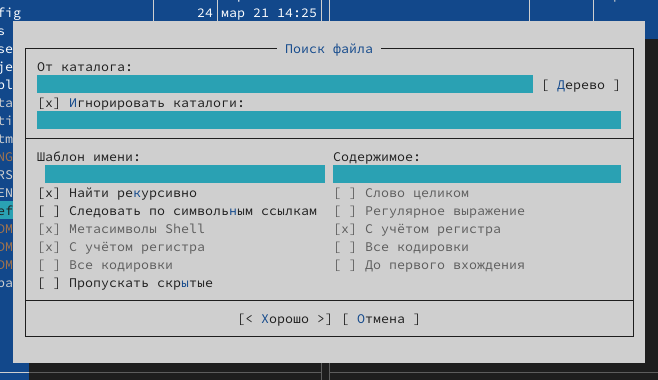 fig 24 мар 21 14:25
s
se
Поиск файла
je
От каталога:
pl
[ Дерево ]
ta
[x] Игнорировать каталоги:
ti
tm
NG
Шаблон имени: Содержимое:
RS
EN
[x] Найти рекурсивно [ ] Слово целиком
ef
[ ] Следовать по символьным ссылкам [ ] Регулярное выражение
OM
[x] Метасимволы Shell [x] С учётом регистра
OM
[x] С учётом регистра [ ] Все кодировки
OM
[ ] Все кодировки [ ] До первого вхождения
pa
[ ] Пропускать скрытые
[< Хорошо >] [ Отмена ]